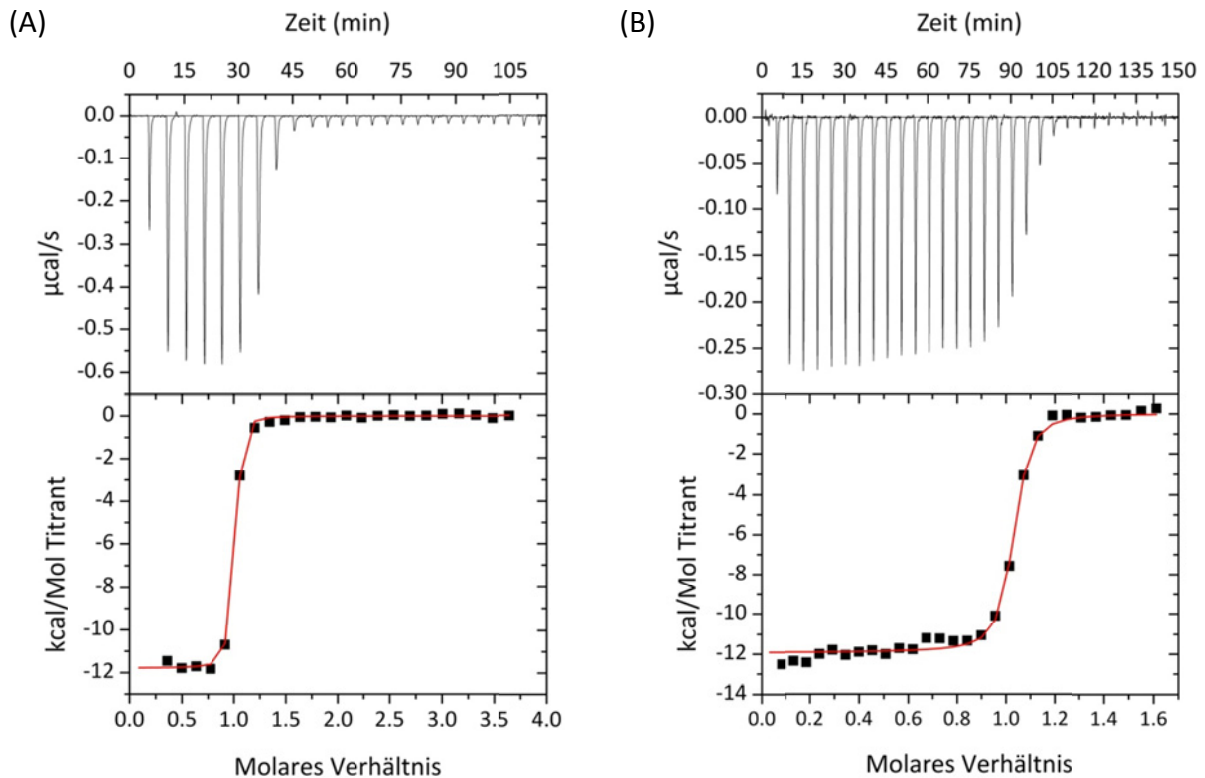 (A)
Zeit (min)
0 15 30 45 60 75 90 105
0.0
-0.1
-0.2
-0.3
-0.4
-0.5
-0.6
µcal/s
0
-2
-4
-6
-8
-10
-12
kcal/Mol Titrant
0.0 0.5 1.0 1.5 2.0 2.5 3.0 3.5 4.0
Molares Verhältnis
(B)
Zeit (min)
0 15 30 45 60 75 90 105 120 135 150
0.00
-0.05
-0.10
-0.15
-0.20
-0.25
-0.30
µcal/s
0
-2
-4
-6
-8
-10
-12
-14
kcal/Mol Titrant
0.0 0.2 0.4 0.6 0.8 1.0 1.2 1.4 1.6
Molares Verhältnis